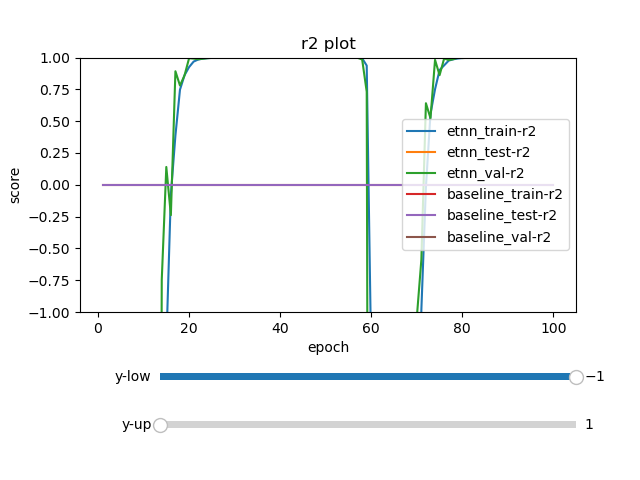 r2 plot
1.00
0.75
0.50
0.25
0.00
−0.25
−0.50
−0.75
−1.00
score
etnn_train-r2
etnn_test-r2
etnn_val-r2
baseline_train-r2
baseline_test-r2
baseline_val-r2
0 20 40 60 80 100
epoch
y-low −1
y-up 1